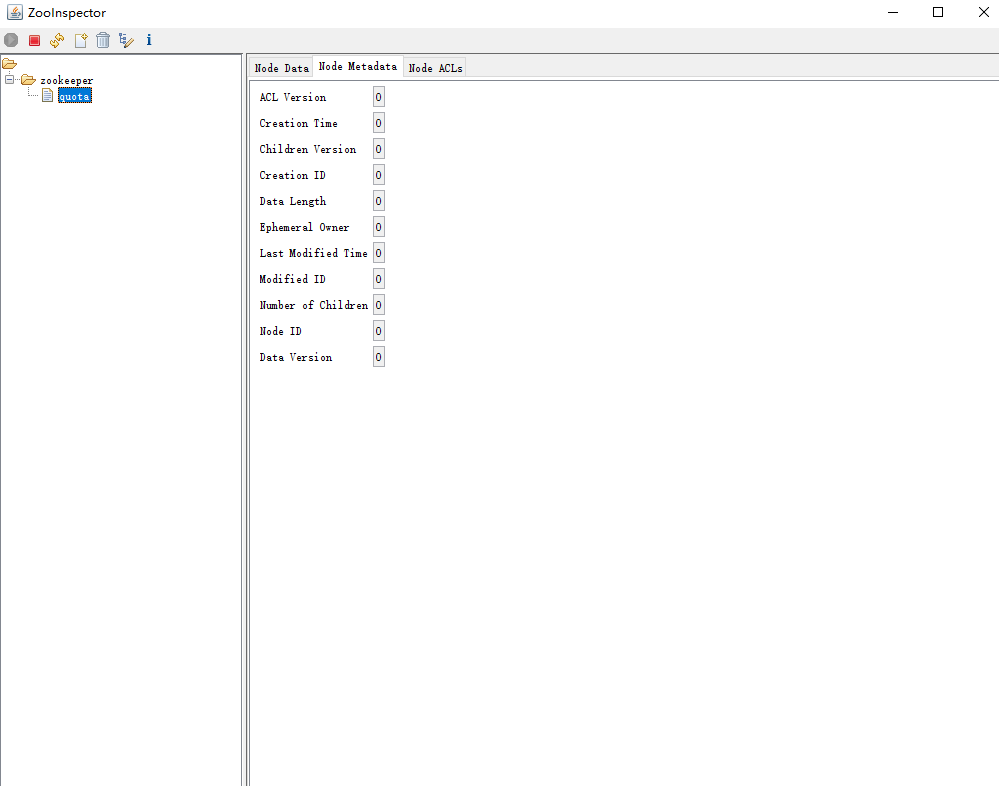 ZooInspector
zookeeper
quota
Node Data Node Metadata Node ACLs
ACL Version 0
Creation Time 0
Children Version 0
Creation ID 0
Data Length 0
Ephemeral Owner 0
Last Modified Time 0
Modified ID 0
Number of Children 0
Node ID 0
Data Version 0